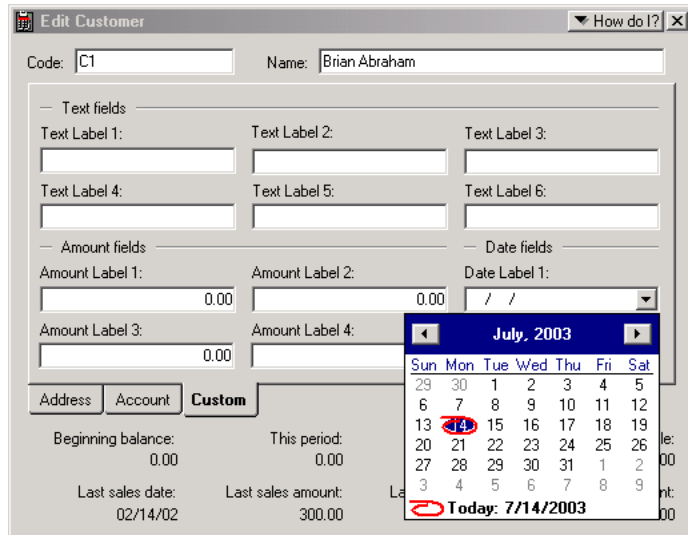 Edit Customer How do I?
Code: C1 Name: Brian Abraham
Text fields
Text Label 1: Text Label 2: Text Label 3:
Text Label 4: Text Label 5: Text Label 6:
Amount fields Date fields
Amount Label 1: Amount Label 2: Date Label 1:
0.00 0.00 / /
Amount Label 3: Amount Label 4:
0.00
July, 2003
Sun Mon Tue Wed Thu Fri Sat
29 30 1 2 3 4 5
6 7 8 9 10 11 12
13 14 15 16 17 18 19
20 21 22 23 24 25 26
27 28 29 30 31 1 2
3 4 5 6 7 8 9
Today: 7/14/2003
Address Account Custom
Beginning balance: This period:
0.00 0.00
Last sales date: Last sales amount:
02/14/02 300.00